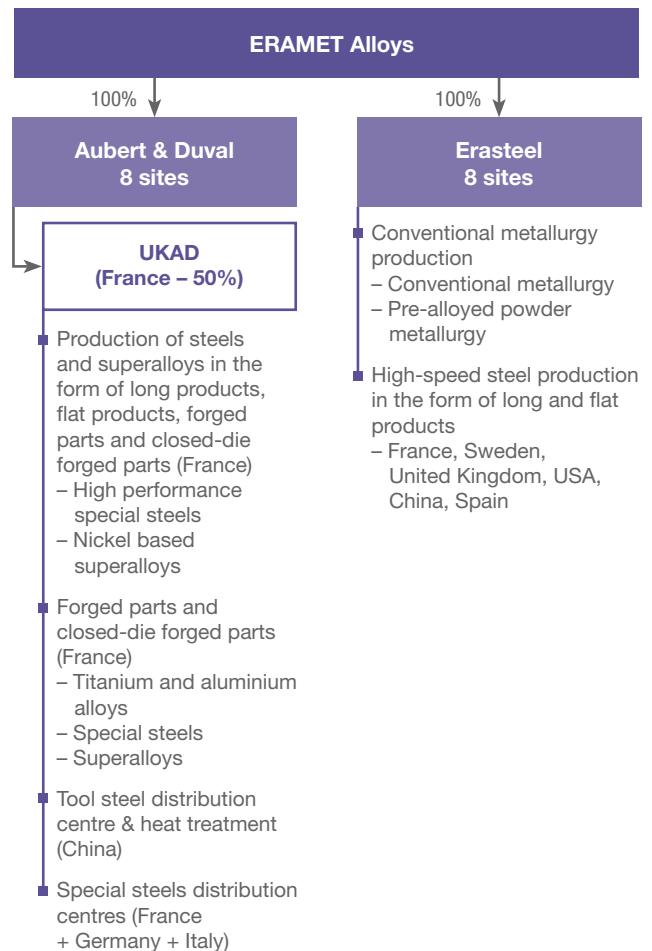 ERAMET Alloys
100%
100%
Aubert & Duval
8 sites
Erasteel
8 sites
UKAD
(France – 50%)
Production of steels
and superalloys in the
form of long products,
flat products, forged
parts and closed-die
forged parts (France)
– High performance
special steels
– Nickel based
superalloys
Forged parts and
closed-die forged parts
(France)
– Titanium and aluminium
alloys
– Special steels
– Superalloys
Tool steel distribution
centre & heat treatment
(China)
Special steels distribution
centres (France
+ Germany + Italy)
Conventional metallurgy
production
– Conventional metallurgy
– Pre-alloyed powder
metallurgy
High-speed steel production
in the form of long and flat
products
– France, Sweden,
United Kingdom, USA,
China, Spain